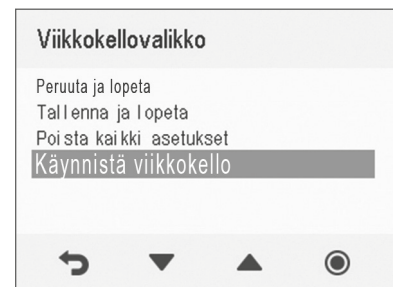 Viikkokellovalikko
Peruuta ja lopeta
Tallenna ja lopeta
Poista kaikki asetukset
Käynnistä viikkokello